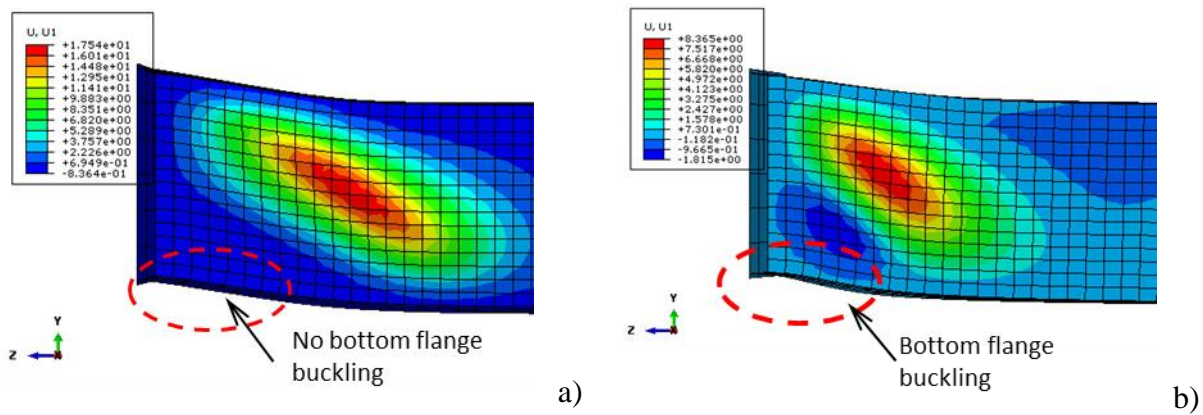 U, U1
+1.754e+01
+1.601e+01
+1.448e+01
+1.295e+01
+1.141e+01
+9.883e+00
+8.351e+00
+6.820e+00
+5.289e+00
+3.757e+00
+2.226e+00
+6.949e-01
-8.364e-01
Y
Z
X
No bottom flange
buckling
a)
U, U1
+8.365e+00
+7.517e+00
+6.668e+00
+5.820e+00
+4.972e+00
+4.123e+00
+3.275e+00
+2.427e+00
+1.578e+00
+7.301e-01
-1.182e-01
-9.665e-01
-1.815e+00
Y
Z
X
Bottom flange
buckling
b)